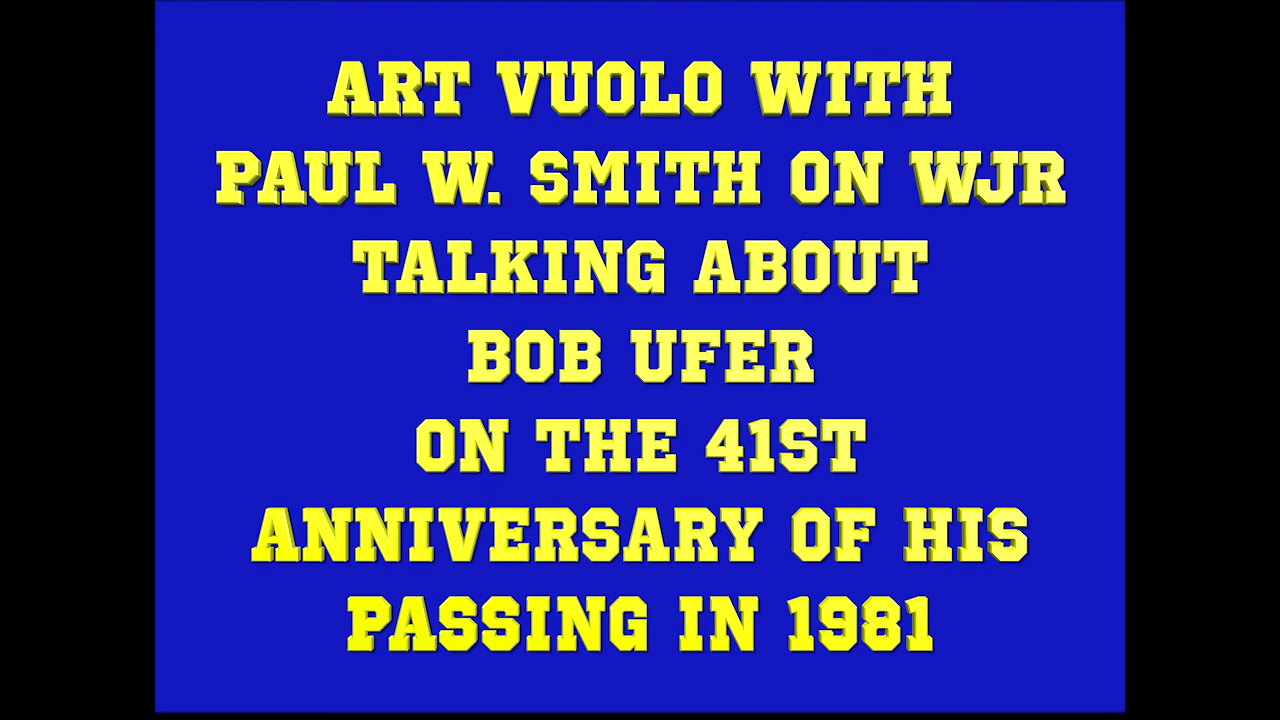 ART VUOLO WITH
PAUL W. SMITH ON WJR
TALKING ABOUT
BOB UFER
ON THE 41ST
ANNIVERSARY OF HIS
PASSING IN 1981